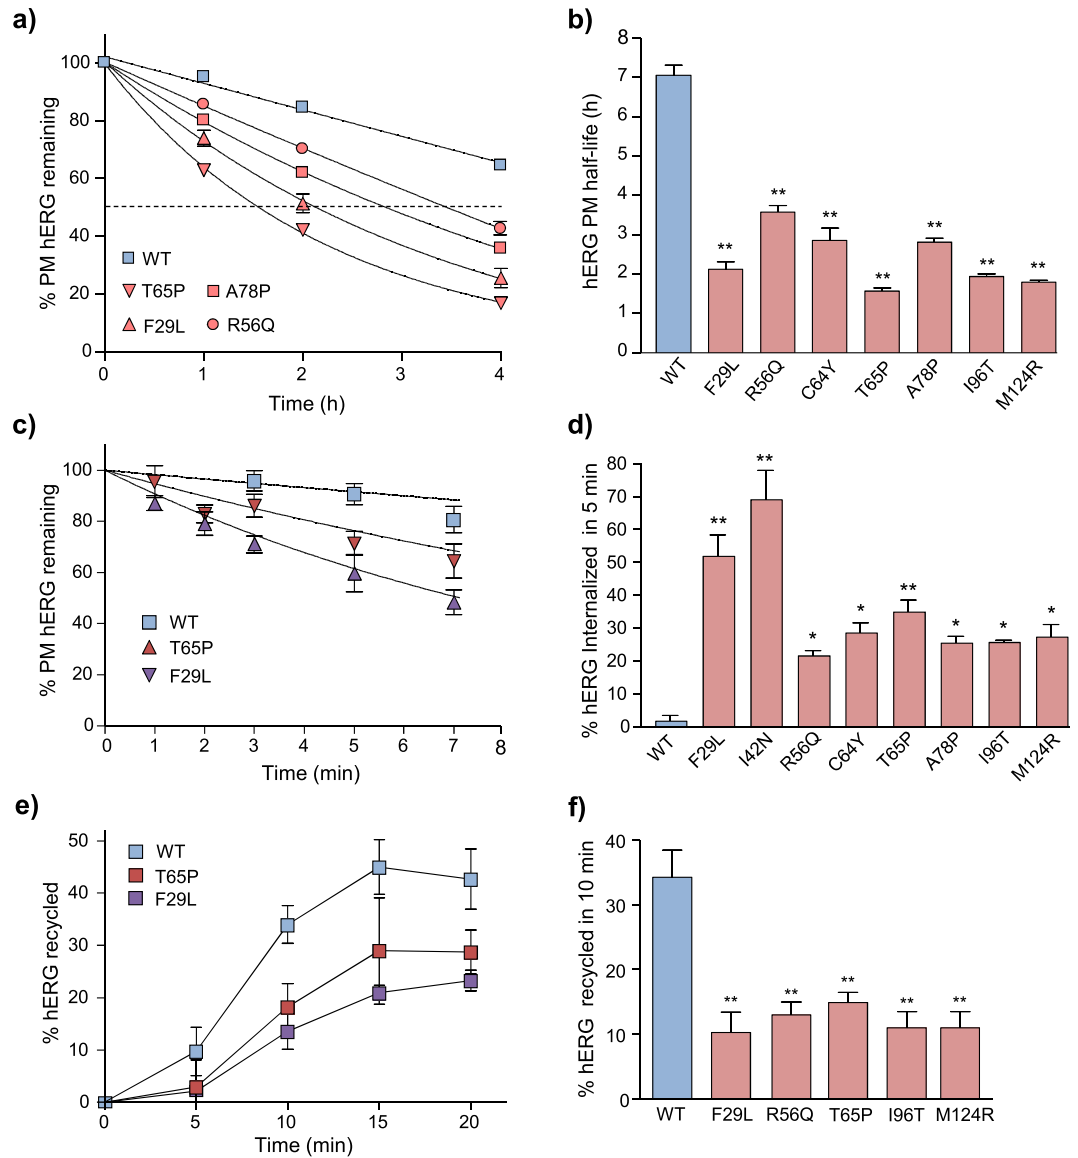 a)
% PM hERG remaining
100
80
60
40
20
0
WT
T65P
A78P
F29L
R56Q
0 1 2 3 4
Time (h)
b)
hERG PM half-life (h)
8
7
6
5
4
3
2
1
0
** ** ** ** ** ** **
WT F29L R56Q C64Y T65P A78P I96T M124R
c)
% PM hERG remaining
100
80
60
40
20
0
WT
T65P
F29L
0 1 2 3 4 5 6 7 8
Time (min)
d)
% hERG Internalized in 5 min
80
70
60
50
40
30
20
10
0
** ** * * ** * * *
WT F29L I42N R56Q C64Y T65P A78P I96T M124R
e)
% hERG recycled
50
40
30
20
10
0
WT
T65P
F29L
0 5 10 15 20
Time (min)
f)
% hERG recycled in 10 min
40
30
20
10
0
** ** ** ** **
WT F29L R56Q T65P I96T M124R